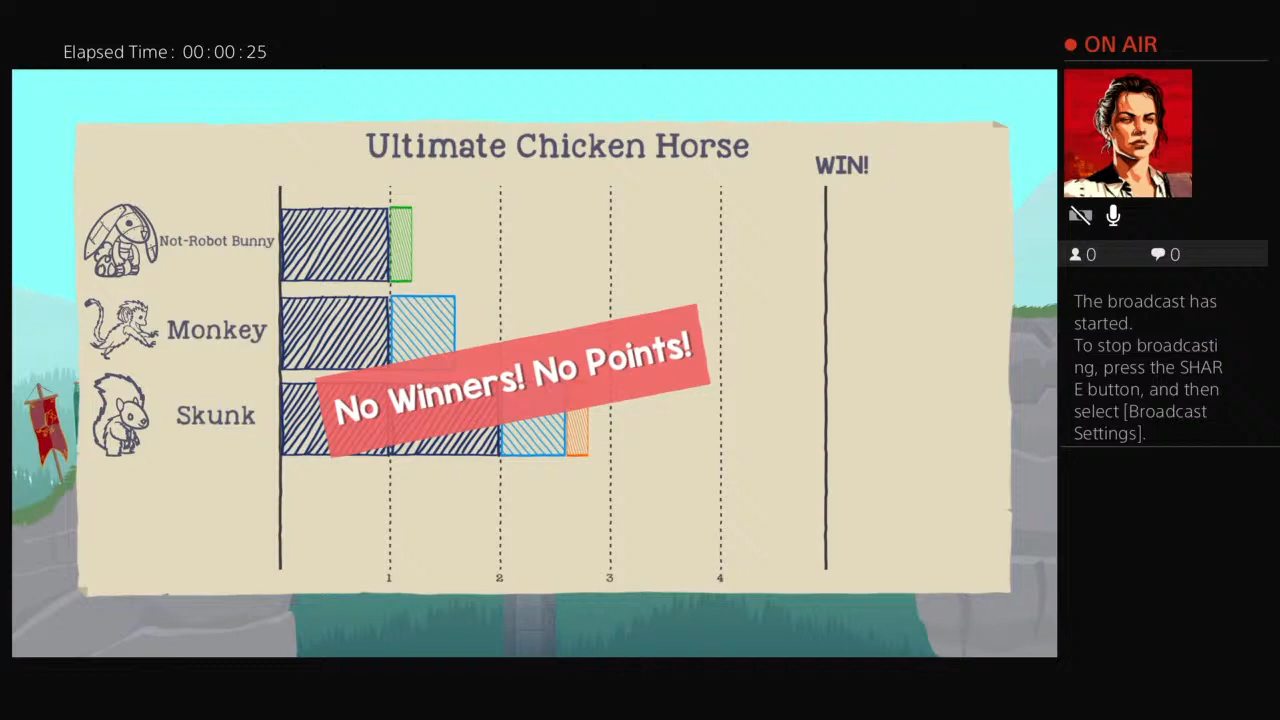 Elapsed Time: 00:00:25
ON AIR
Ultimate Chicken Horse
WIN!
Not-Robot Bunny
Monkey
Skunk
No Winners! No Points!
1 2 3 4
0 0
The broadcast has
started.
To stop broadcasti
ng, press the SHAR
E button, and then
select [Broadcast
Settings].